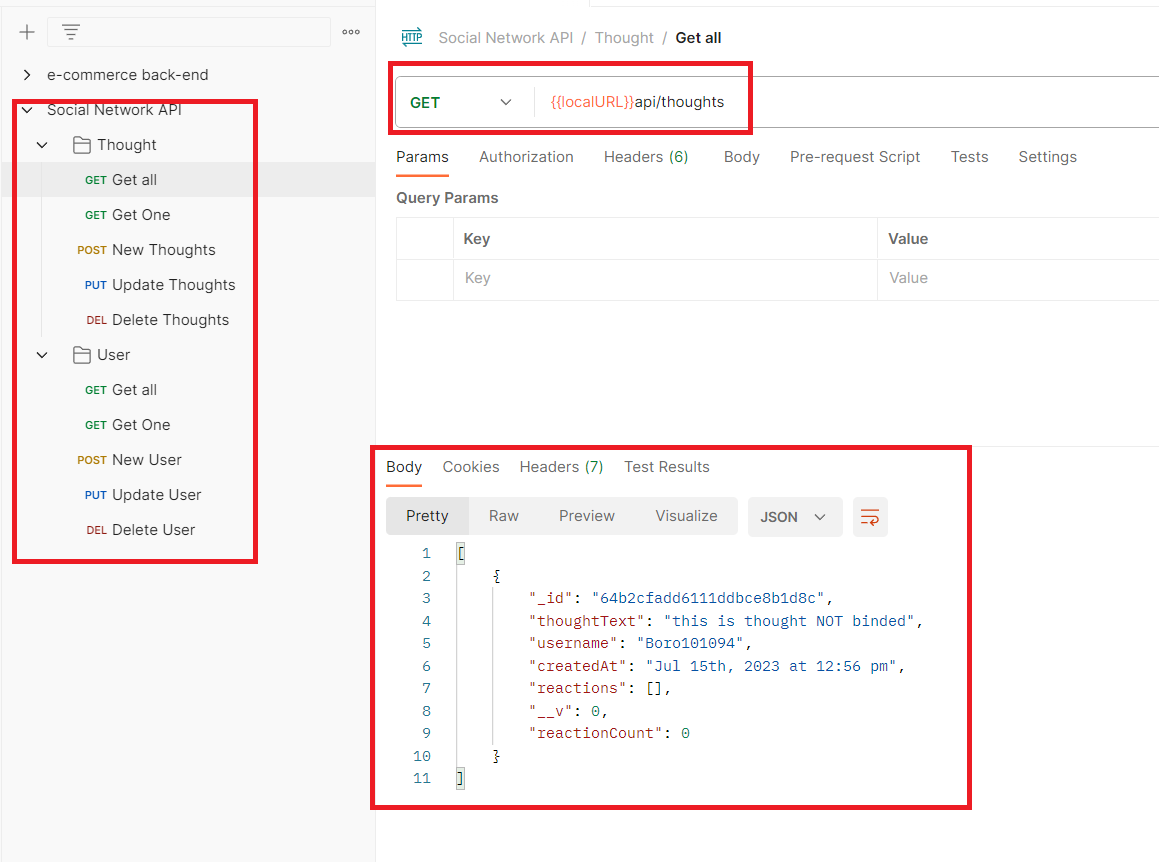 e-commerce back-end
Social Network API
Thought
GET Get all
GET Get One
POST New Thoughts
PUT Update Thoughts
DEL Delete Thoughts
User
GET Get all
GET Get One
POST New User
PUT Update User
DEL Delete User
HTTP Social Network API / Thought / Get all
GET {{localURL}}api/thoughts
Params Authorization Headers (6) Body Pre-request Script Tests Settings
Query Params
Key Value
Key Value
Body Cookies Headers (7) Test Results
Pretty Raw Preview Visualize JSON
1 [
2 {
3 "_id": "64b2cfadd6111ddbce8b1d8c",
4 "thoughtText": "this is thought NOT binded",
5 "username": "Boro101094",
6 "createdAt": "Jul 15th, 2023 at 12:56 pm",
7 "reactions": [],
8 "__v": 0,
9 "reactionCount": 0
10 }
11 ]